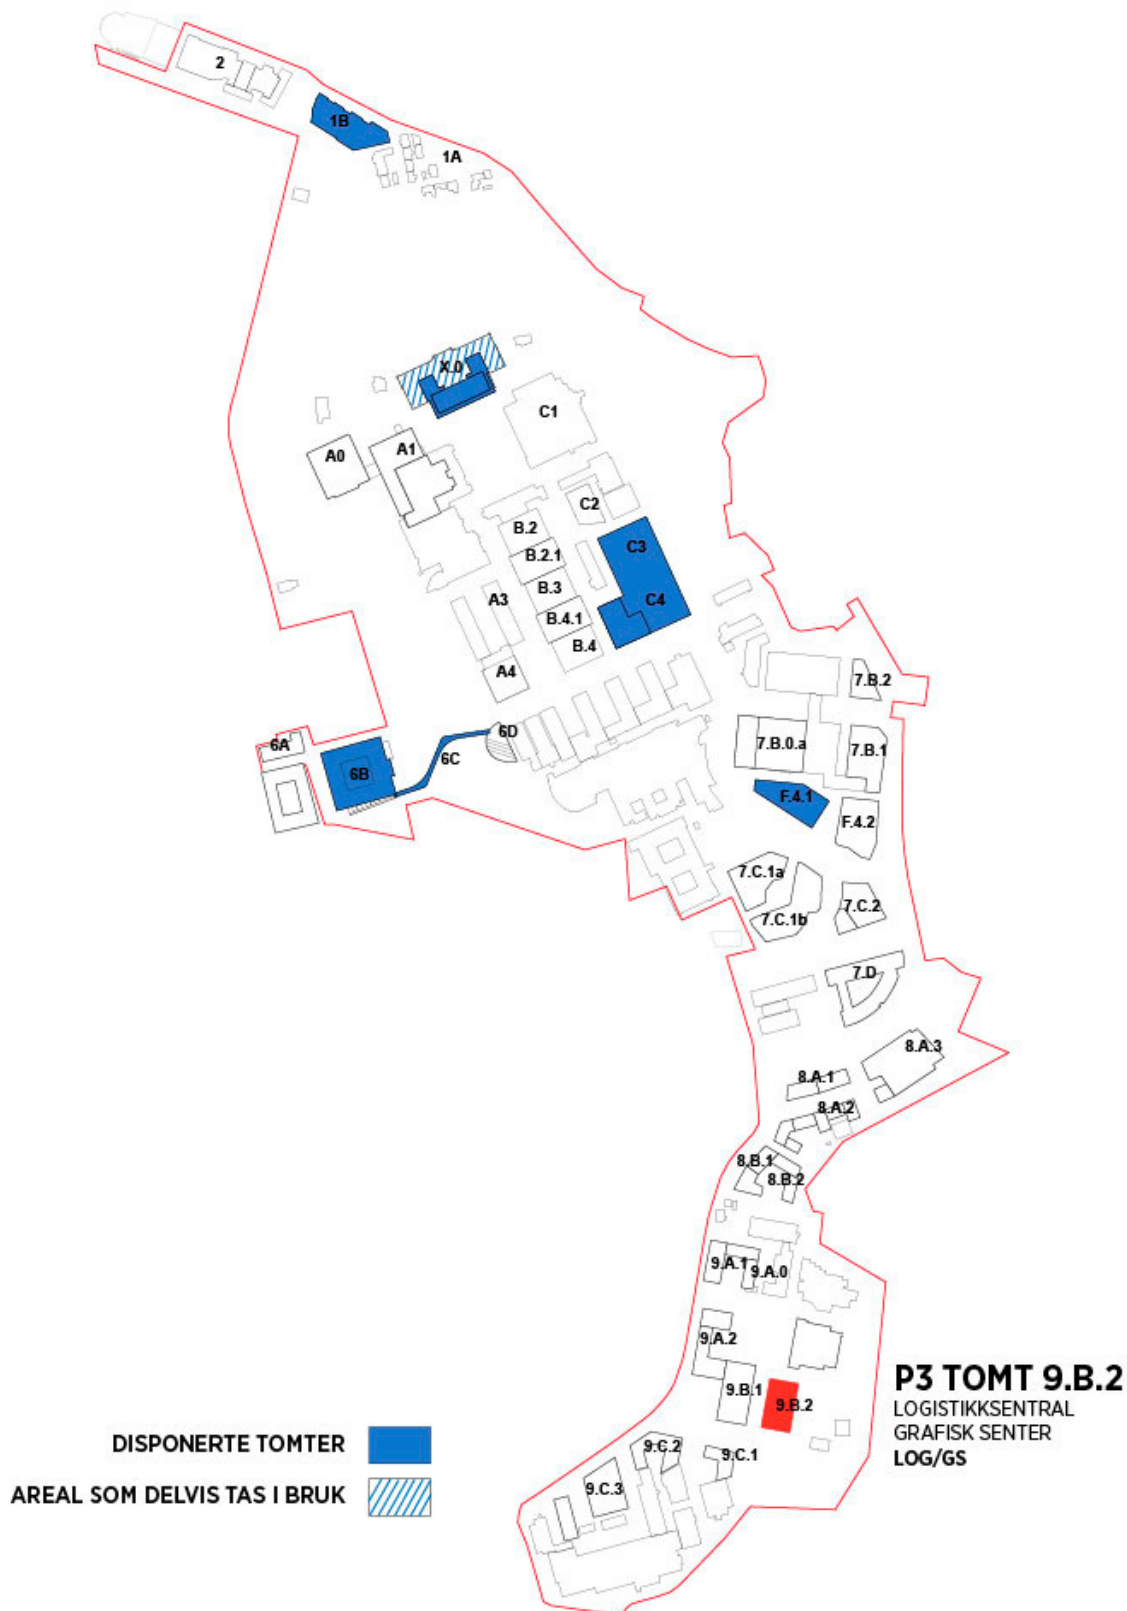 2
1B
1A
X.0
C1
A0
A1
C2
B.2
C3
B.2.1
B.3
A3
C4
B.4.1
B.4
A4
7.B.2
6D
6A
7.B.0.a
7.B.1
6C
6B
F.4.1
F.4.2
7.C.1a
7.C.2
7.C.1b
7.D
8.A.3
8.A.1
8.A.2
8.B.1
8.B.2
9.A.1
9.A.0
9.A.2
9.B.1
9.B.2
P3 TOMT 9.B.2
LOGISTIKKSENTRAL
GRAFISK SENTER
LOG/GS
9.C.2
9.C.1
9.C.3
DISPONERTE TOMTER
AREAL SOM DELVIS TAS I BRUK